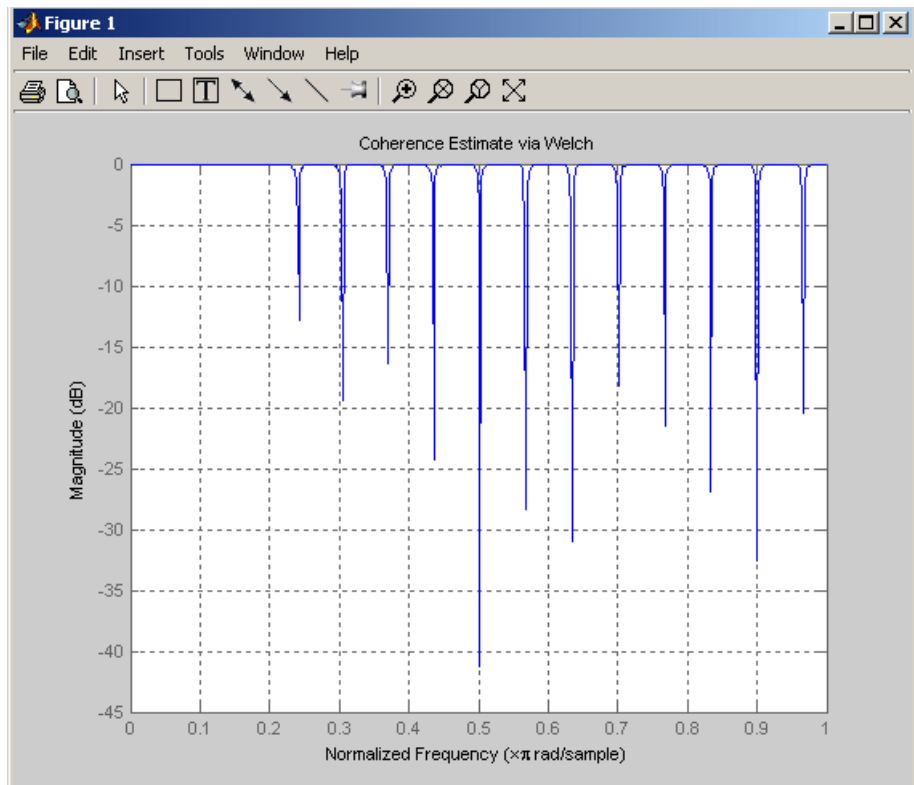 Figure 1
File Edit Insert Tools Window Help
T
Coherence Estimate via Welch
Magnitude (dB)
0
-5
-10
-15
-20
-25
-30
-35
-40
-45
0 0.1 0.2 0.3 0.4 0.5 0.6 0.7 0.8 0.9 1
Normalized Frequency (×π rad/sample)